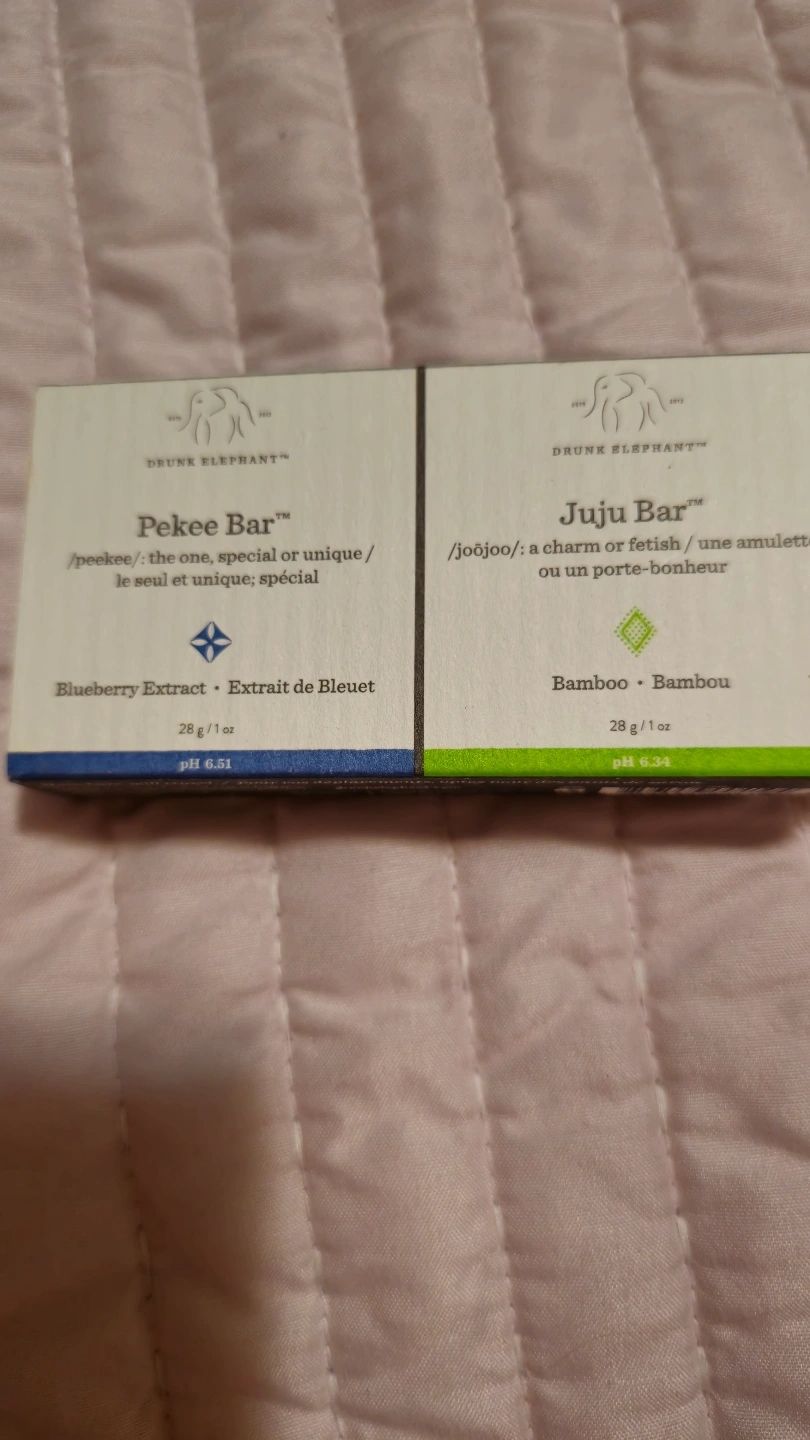 DRUNK ELEPHANT™
Pekee Bar™
/peekee/: the one, special or unique /
le seul et unique; spécial
Blueberry Extract • Extrait de Bleuet
28 g / 1 oz
pH 6.51
DRUNK ELEPHANT™
Juju Bar™
/joōjoo/: a charm or fetish / une amulett
ou un porte-bonheur
Bamboo • Bambou
28 g / 1 oz
pH 6.34